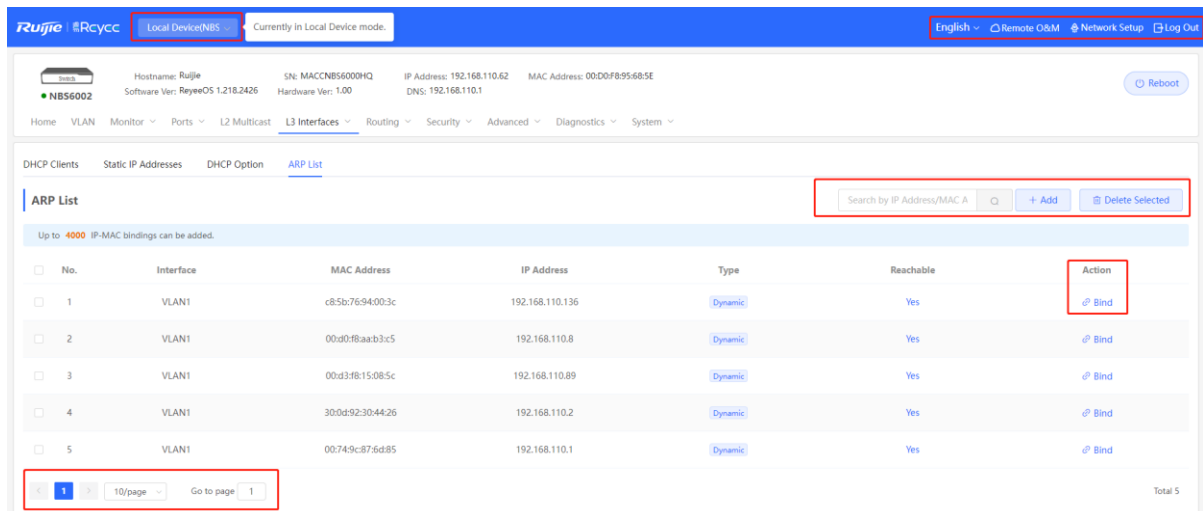 Ruijie Rcycc Local Device(NBS Currently in Local Device mode. English Remote O&M Network Setup Log Out
Switch
NBS6002
Hostname: Ruijie SN: MACCNBS6000HQ IP Address: 192.168.110.62 MAC Address: 00:D0:F8:95:68:5E
Software Ver: ReyeeOS 1.218.2426 Hardware Ver: 1.00 DNS: 192.168.110.1
Reboot
Home VLAN Monitor Ports L2 Multicast L3 Interfaces Routing Security Advanced Diagnostics System
DHCP Clients Static IP Addresses DHCP Option ARP List
ARP List Search by IP Address/MAC A + Add Delete Selected
Up to 4000 IP-MAC bindings can be added.
No. Interface MAC Address IP Address Type Reachable Action
1 VLAN1 c8:5b:76:94:00:3c 192.168.110.136 Dynamic Yes Bind
2 VLAN1 00:d0:f8:aa:b3:c5 192.168.110.8 Dynamic Yes Bind
3 VLAN1 00:d3:f8:15:08:5c 192.168.110.89 Dynamic Yes Bind
4 VLAN1 30:0d:92:30:44:26 192.168.110.2 Dynamic Yes Bind
5 VLAN1 00:74:9c:87:6d:85 192.168.110.1 Dynamic Yes Bind
< 1 > 10/page Go to page 1 Total 5